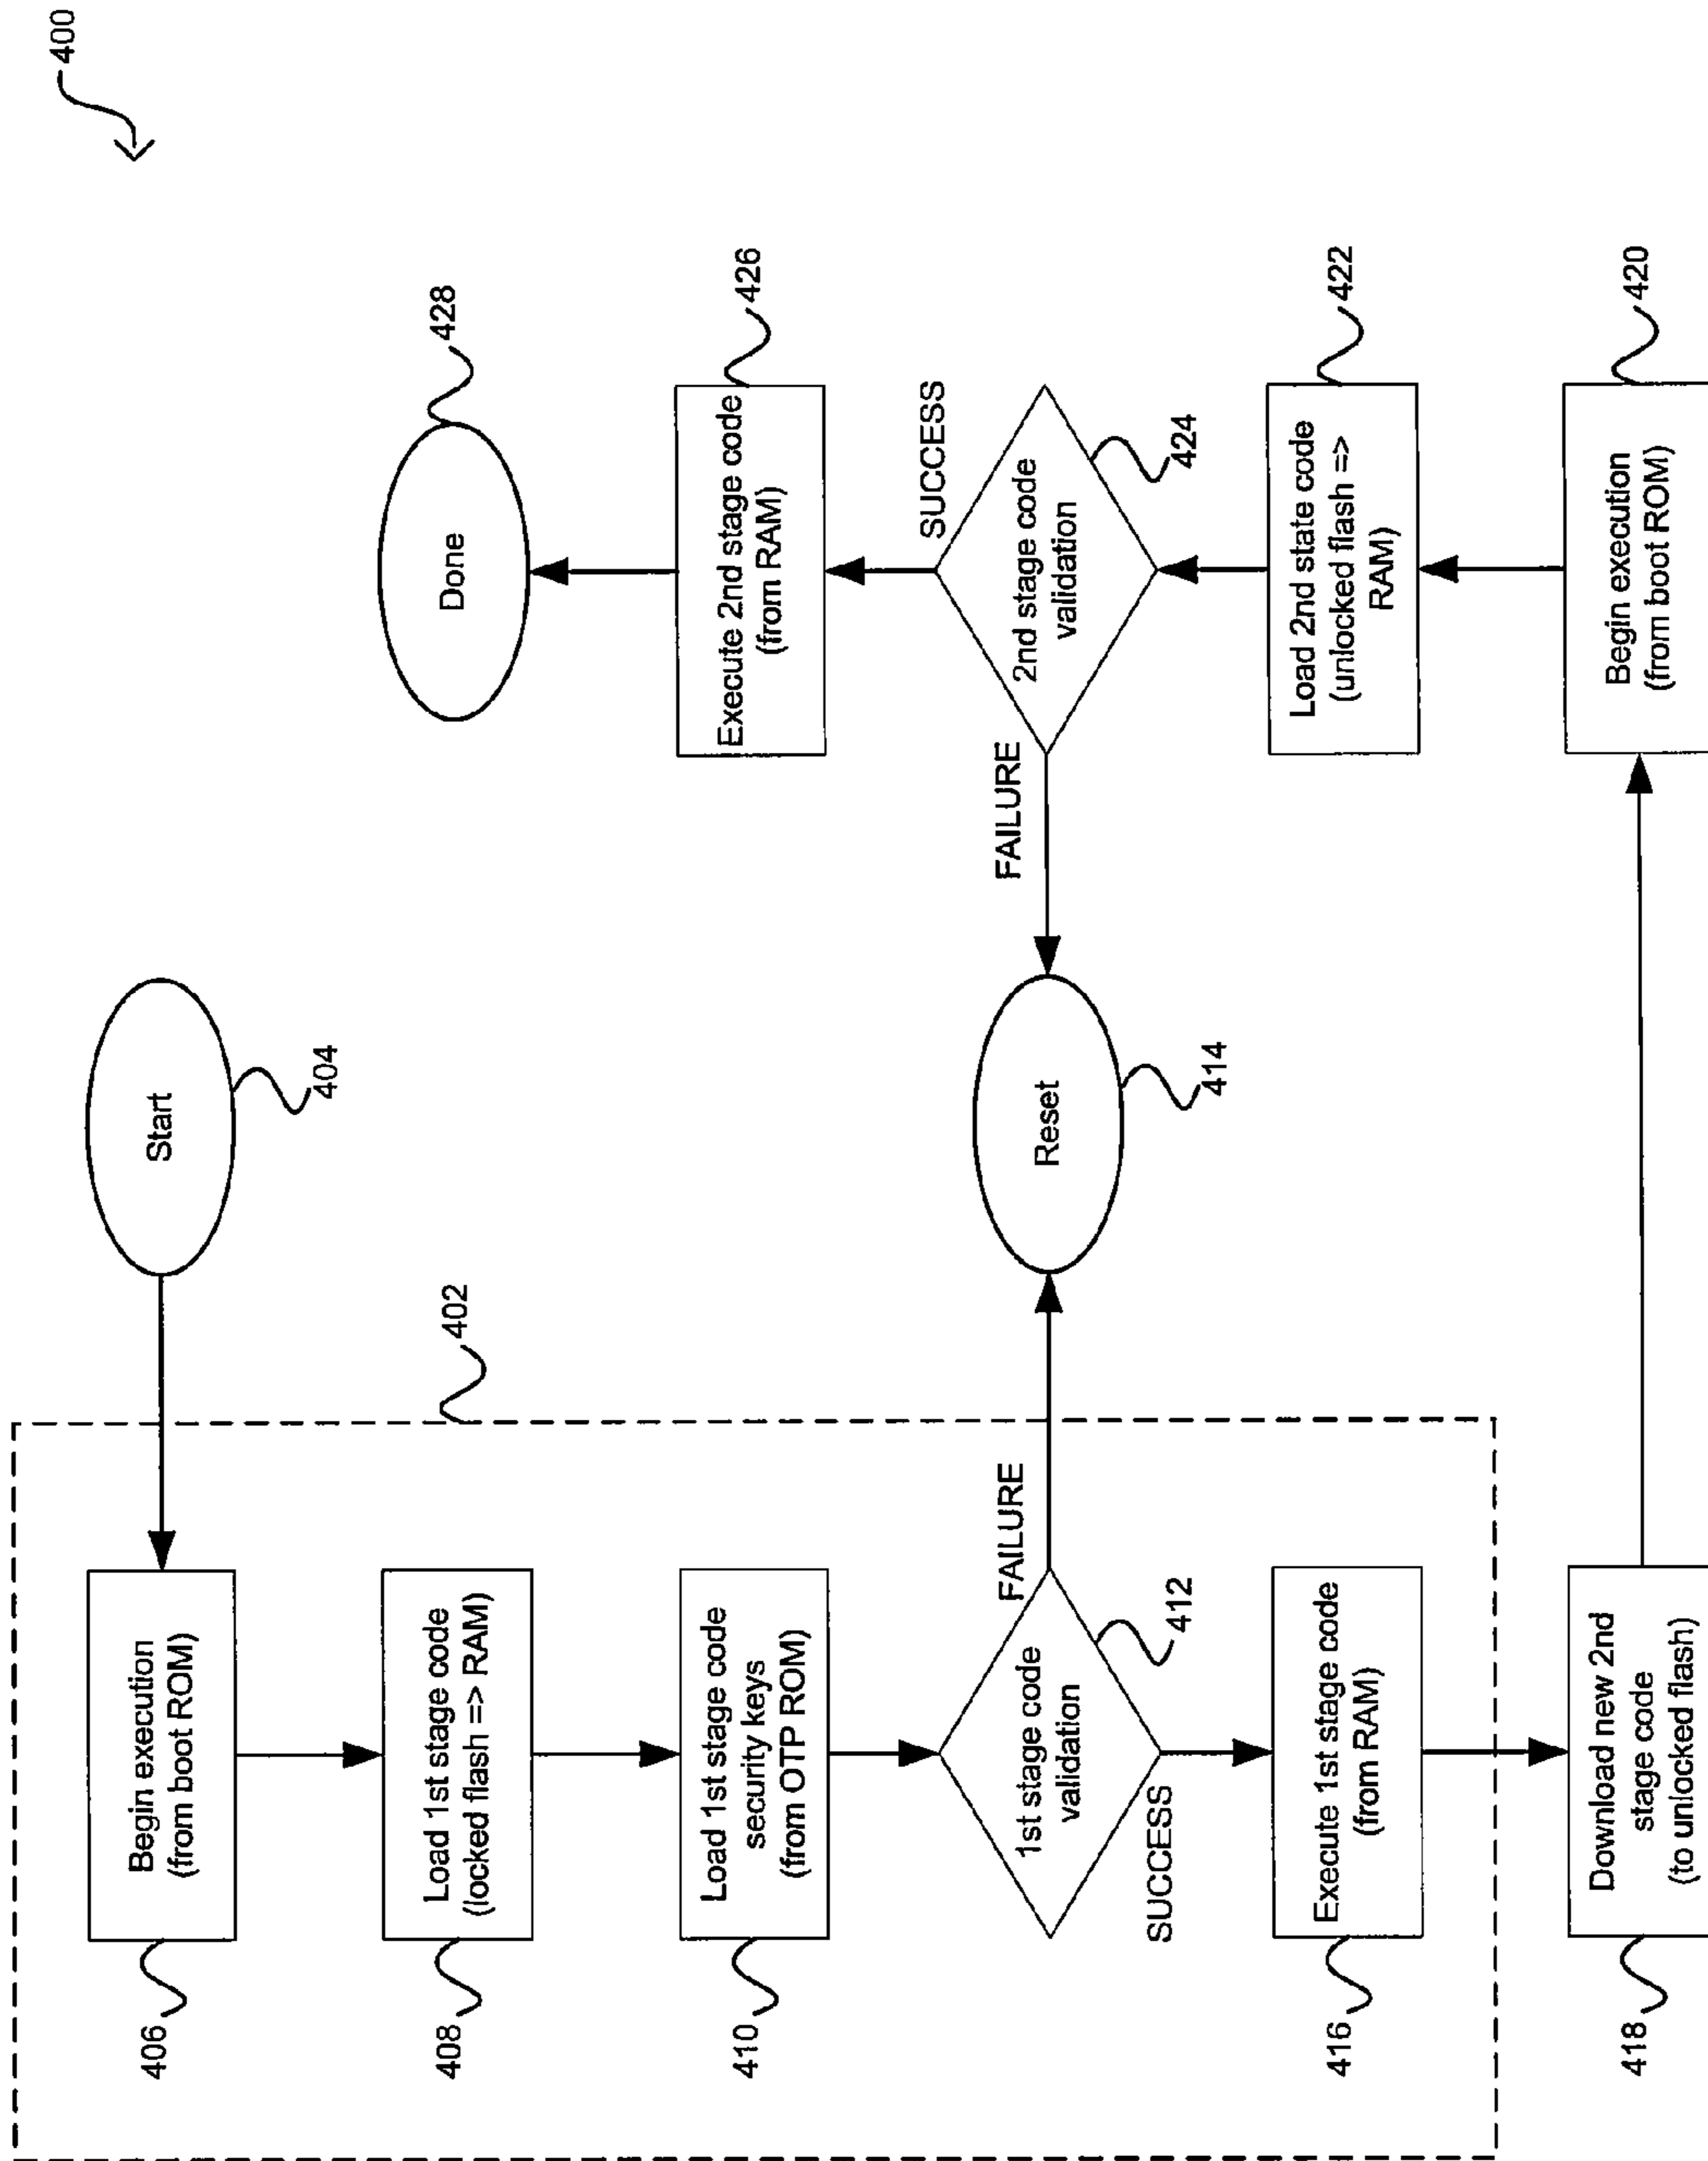 400
402
Start
404
406
Begin execution
(from boot ROM)
408
Load 1st stage code
(locked flash => RAM)
410
Load 1st stage code
security keys
(from OTP ROM)
1st stage code
validation
412
FAILURE
Reset
414
SUCCESS
416
Execute 1st stage code
(from RAM)
418
Download new 2nd
stage code
(to unlocked flash)
Begin execution
(from boot ROM)
420
Load 2nd state code
(unlocked flash =>
RAM)
422
2nd stage code
validation
424
FAILURE
SUCCESS
Execute 2nd stage code
(from RAM)
426
Done
428